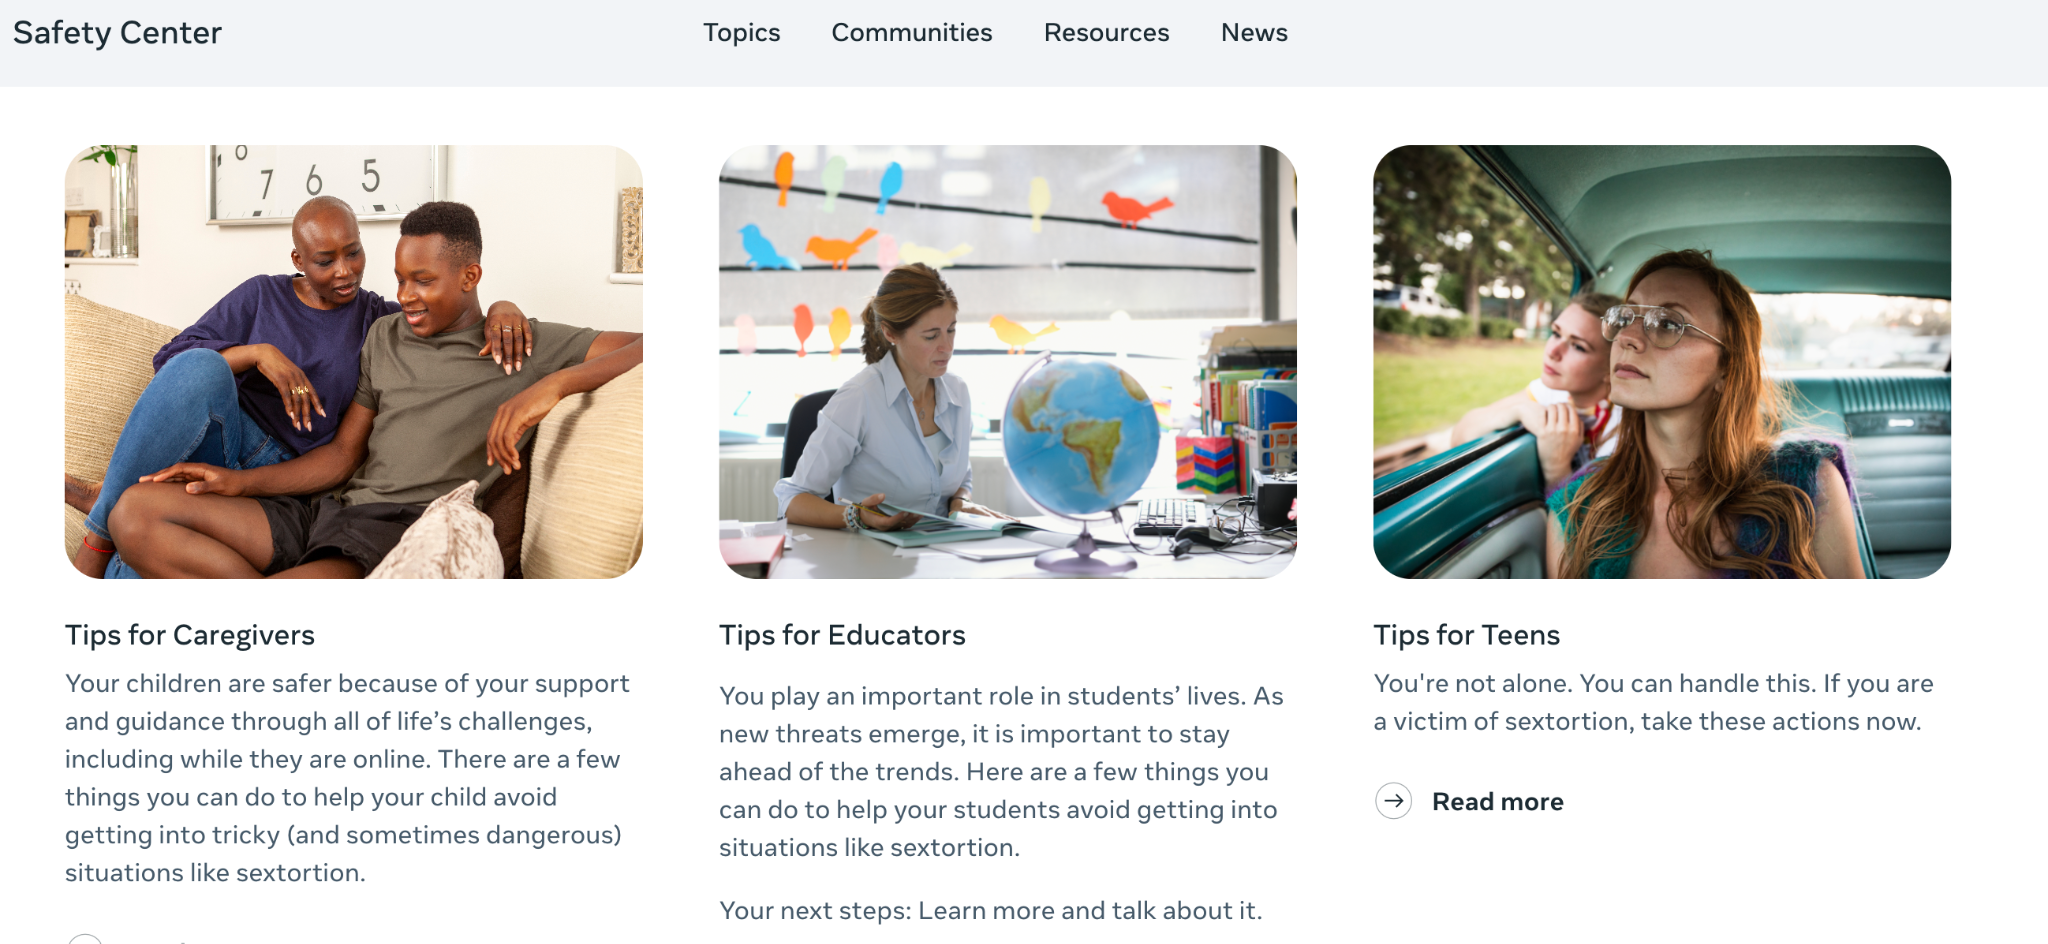 Safety Center
Topics Communities Resources News
7 6 5
Tips for Caregivers
Your children are safer because of your support
and guidance through all of life’s challenges,
including while they are online. There are a few
things you can do to help your child avoid
getting into tricky (and sometimes dangerous)
situations like sextortion.
Tips for Educators
You play an important role in students’ lives. As
new threats emerge, it is important to stay
ahead of the trends. Here are a few things you
can do to help your students avoid getting into
situations like sextortion.
Your next steps: Learn more and talk about it.
Tips for Teens
You're not alone. You can handle this. If you are
a victim of sextortion, take these actions now.
Read more